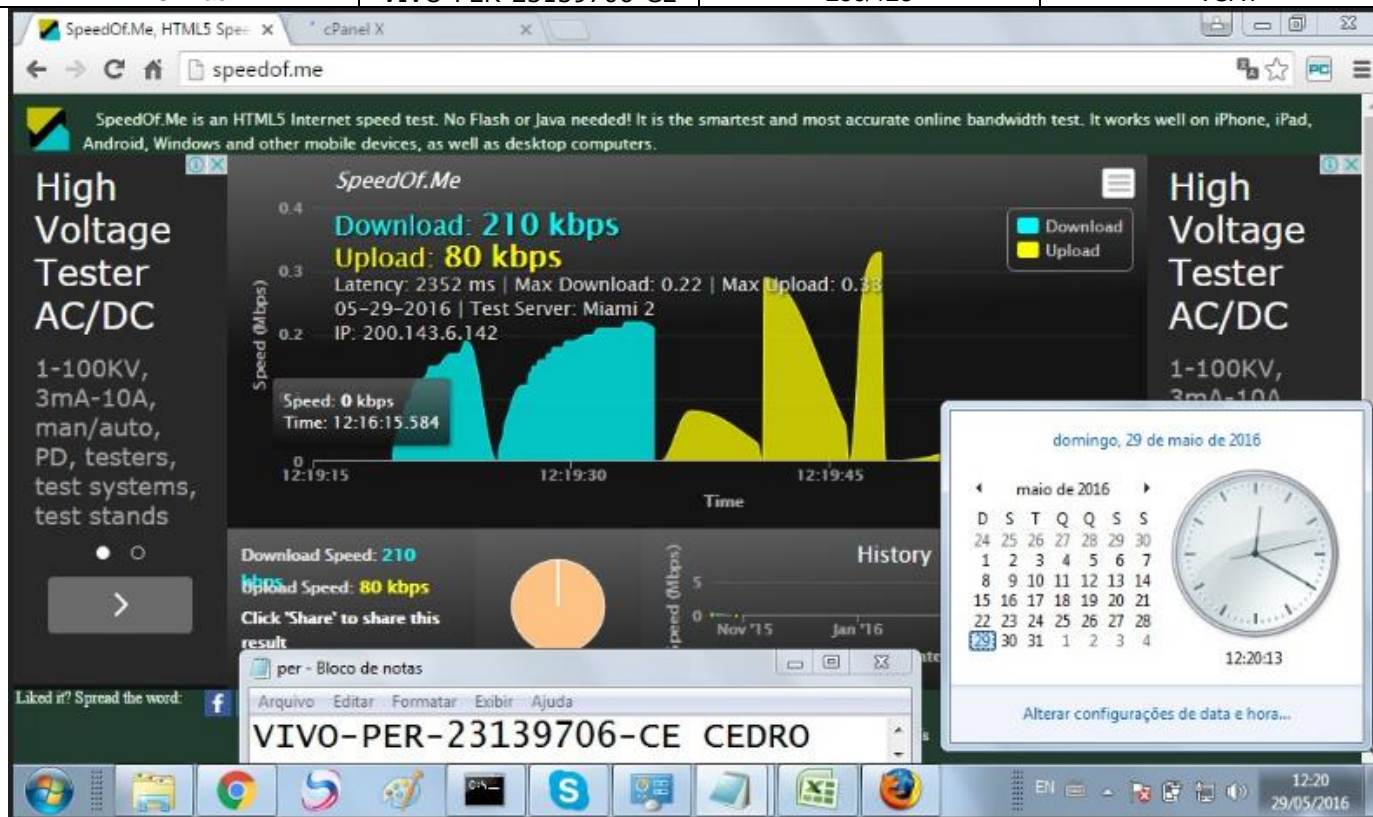 VIVO-PER-23139706-CE
SpeedOf.Me, HTML5 Spee
cPanel X
speedof.me
SpeedOf.Me is an HTML5 Internet speed test. No Flash or Java needed! It is the smartest and most accurate online bandwidth test. It works well on iPhone, iPad,
Android, Windows and other mobile devices, as well as desktop computers.
High
Voltage
Tester
AC/DC
1-100KV,
3mA-10A,
man/auto,
PD, testers,
test systems,
test stands
SpeedOf.Me
Download: 210 kbps
Upload: 80 kbps
Latency: 2352 ms | Max Download: 0.22 | Max Upload: 0.33
05-29-2016 | Test Server: Miami 2
IP: 200.143.6.142
Download
Upload
Speed (Mbps)
0.4
0.3
0.2
0
Speed: 0 kbps
Time: 12:16:15.584
12:19:15
12:19:30
12:19:45
Time
High
Voltage
Tester
AC/DC
1-100KV,
3mA-10A
Download Speed: 210
kbps
Upload Speed: 80 kbps
Click 'Share' to share this
result
History
Speed (Mbps)
5
0
Nov '15
Jan '16
Liked it? Spread the word:
f
per - Bloco de notas
Arquivo Editar Formatar Exibir Ajuda
VIVO-PER-23139706-CE CEDRO
domingo, 29 de maio de 2016
maio de 2016
D S T Q Q S S
24 25 26 27 28 29 30
1 2 3 4 5 6 7
8 9 10 11 12 13 14
15 16 17 18 19 20 21
22 23 24 25 26 27 28
29 30 31 1 2 3 4
12:20:13
Alterar configurações de data e hora...
EN
12:20
29/05/2016